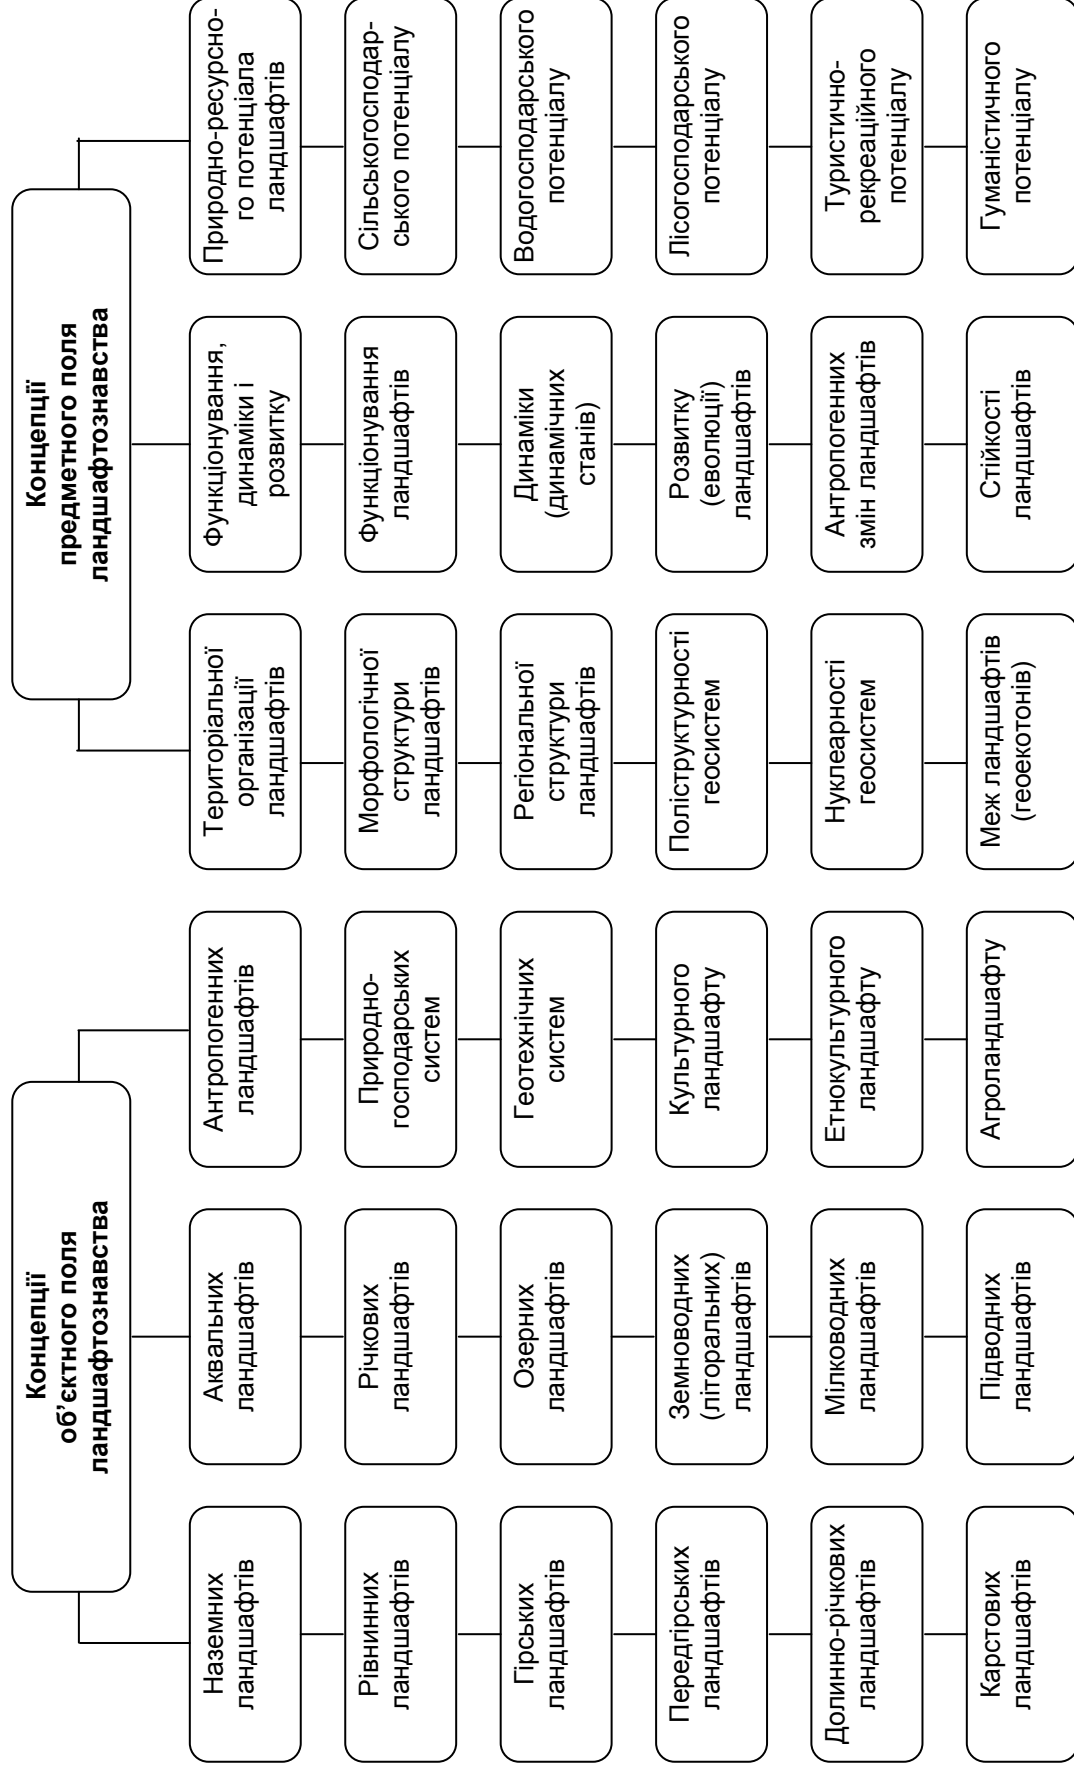 Концепції
об’єктного поля
ландшафтознавства
Наземних
ландшафтів
Рівнинних
ландшафтів
Гірських
ландшафтів
Передгірських
ландшафтів
Долинно-річкових
ландшафтів
Карстових
ландшафтів
Аквальних
ландшафтів
Річкових
ландшафтів
Озерних
ландшафтів
Земноводних
(літоральних)
ландшафтів
Мілководних
ландшафтів
Підводних
ландшафтів
Антропогенних
ландшафтів
Природно-
господарських
систем
Геотехнічних
систем
Культурного
ландшафту
Етнокультурного
ландшафту
Агроландшафту
Концепції
предметного поля
ландшафтознавства
Територіальної
організації
ландшафтів
Морфологічної
структури
ландшафтів
Регіональної
структури
ландшафтів
Поліструктурності
геосистем
Нуклеарності
геосистем
Меж ландшафтів
(геоекотонів)
Функціонування,
динаміки і
розвитку
Функціонування
ландшафтів
Динаміки
(динамічних
станів)
Розвитку
(еволюції)
ландшафтів
Антропогенних
змін ландшафтів
Стійкості
ландшафтів
Природно-ресурсно-
го потенціала
ландшафтів
Сільськогосподар-
ського потенціалу
Водогосподарського
потенціалу
Лісогосподарського
потенціалу
Туристично-
рекреаційного
потенціалу
Гуманістичного
потенціалу